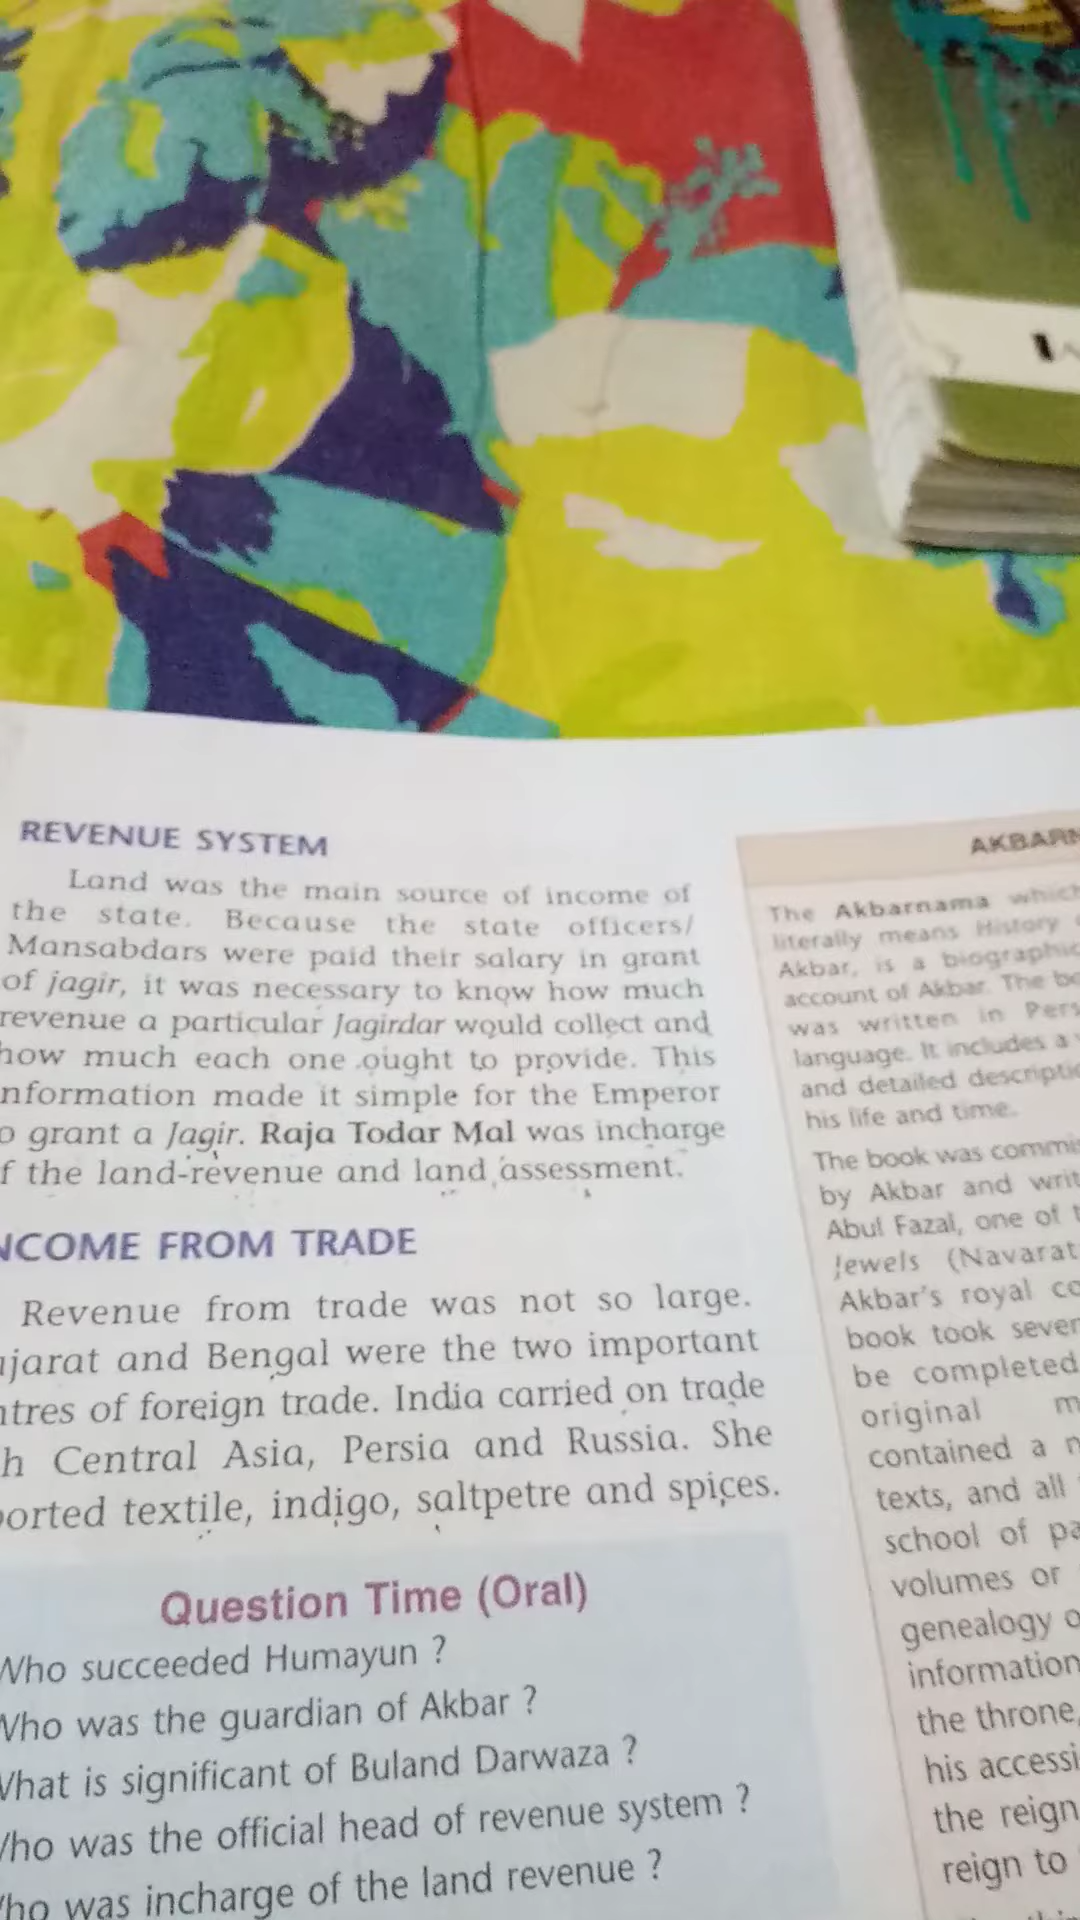 REVENUE SYSTEM
Land was the main source of income of
the state. Because the state officers/
Mansabdars were paid their salary in grant
of jagir, it was necessary to know how much
revenue a particular Jagirdar would collect and
how much each one ought to provide. This
nformation made it simple for the Emperor
o grant a Jagir. Raja Todar Mal was incharge
f the land-revenue and land assessment.
NCOME FROM TRADE
Revenue from trade was not so large.
jarat and Bengal were the two important
ntres of foreign trade. India carried on trade
h Central Asia, Persia and Russia. She
ported textile, indigo, saltpetre and spices.
Question Time (Oral)
Who succeeded Humayun ?
Who was the guardian of Akbar ?
What is significant of Buland Darwaza ?
Who was the official head of revenue system ?
Who was incharge of the land revenue ?
AKBARN
The Akbarnama which
literally means History
Akbar, is a biographic
account of Akbar. The
was written in Pers
language. It includes a
and detailed descriptio
his life and time.
The book was commis
by Akbar and writ
Abul Fazal, one of t
Jewels (Navarat
Akbar's royal co
book took sever
be completed
original m
contained a
texts, and all
school of pa
volumes or
genealogy o
information
the throne,
his accessi
the reign
reign to